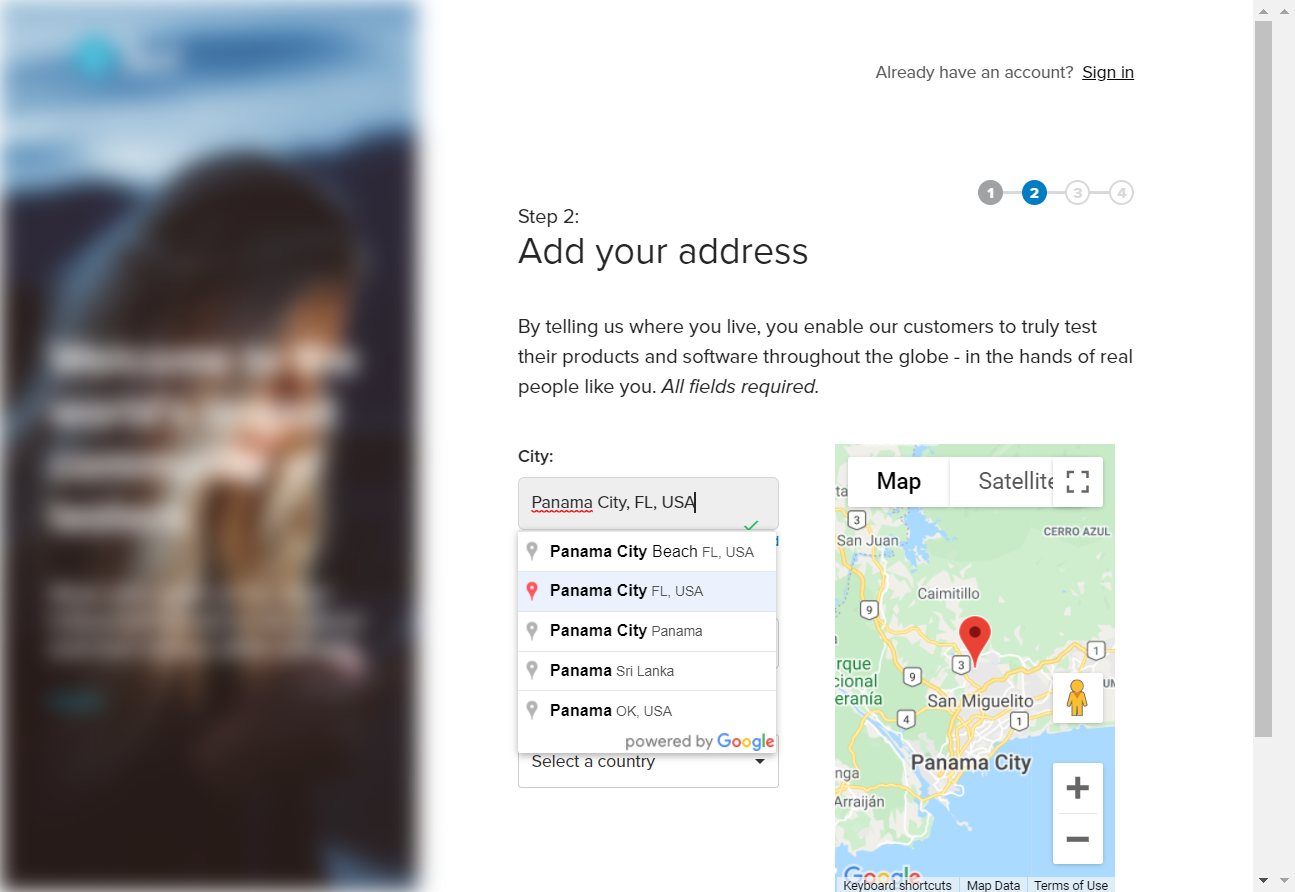 Already have an account? Sign in
1 2 3 4
Step 2:
Add your address
By telling us where you live, you enable our customers to truly test
their products and software throughout the globe - in the hands of real
people like you. All fields required.
City:
Panama City, FL, USA
Panama City Beach FL, USA
Panama City FL, USA
Panama City Panama
Panama Sri Lanka
Panama OK, USA
powered by Google
Select a country
Map Satellite
3
San Juan
CERRO AZUL
Caimitillo
9
3
1
9
San Miguelito
4
1
Panama City
Arraiján
Google
Keyboard shortcuts Map Data Terms of Use